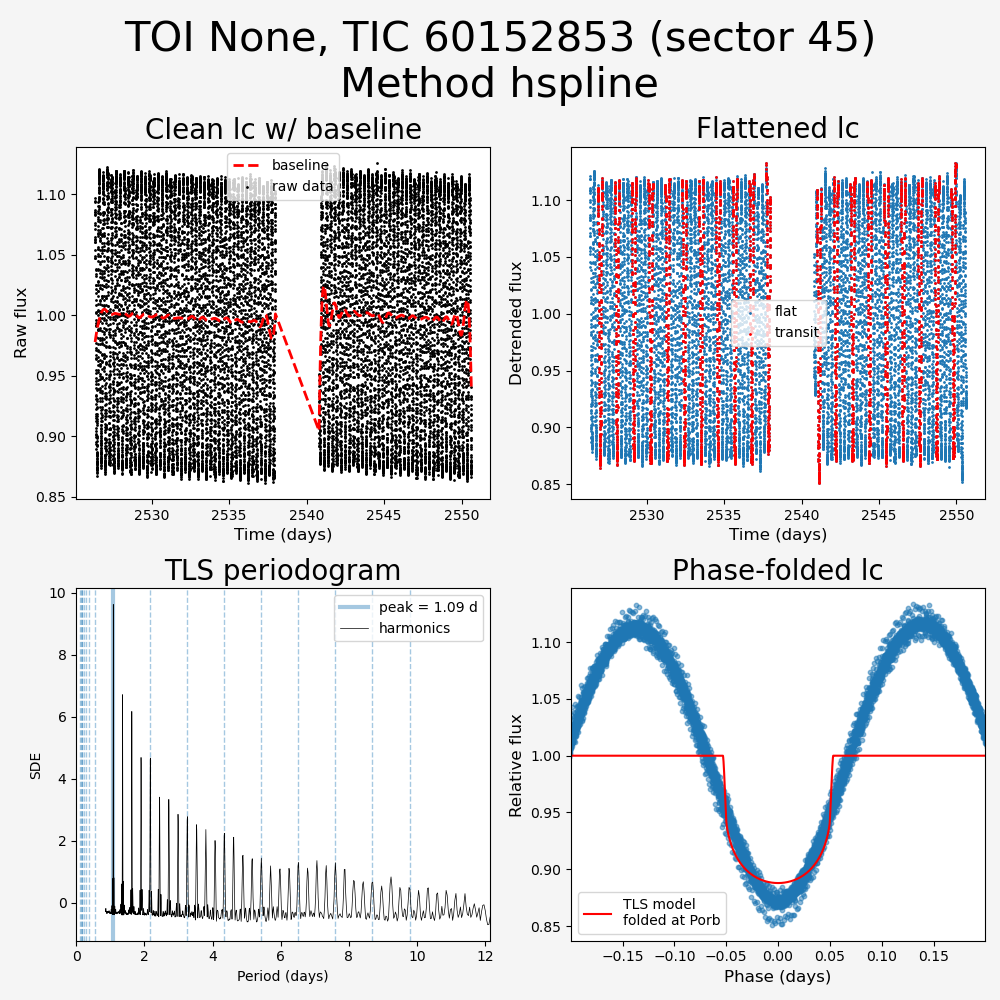 TOI None, TIC 60152853 (sector 45)
Method hspline
Clean lc w/ baseline
baseline
raw data
1.10
1.05
1.00
0.95
0.90
0.85
Raw flux
2530
2535
2540
2545
2550
Time (days)
Flattened lc
flat
transit
1.10
1.05
1.00
0.95
0.90
0.85
Detrended flux
2530
2535
2540
2545
2550
Time (days)
TLS periodogram
peak = 1.09 d
harmonics
10
8
6
4
2
0
SDE
0
2
4
6
8
10
12
Period (days)
Phase-folded lc
1.10
1.05
1.00
0.95
0.90
0.85
Relative flux
TLS model
folded at Porb
−0.15
−0.10
−0.05
0.00
0.05
0.10
0.15
Phase (days)